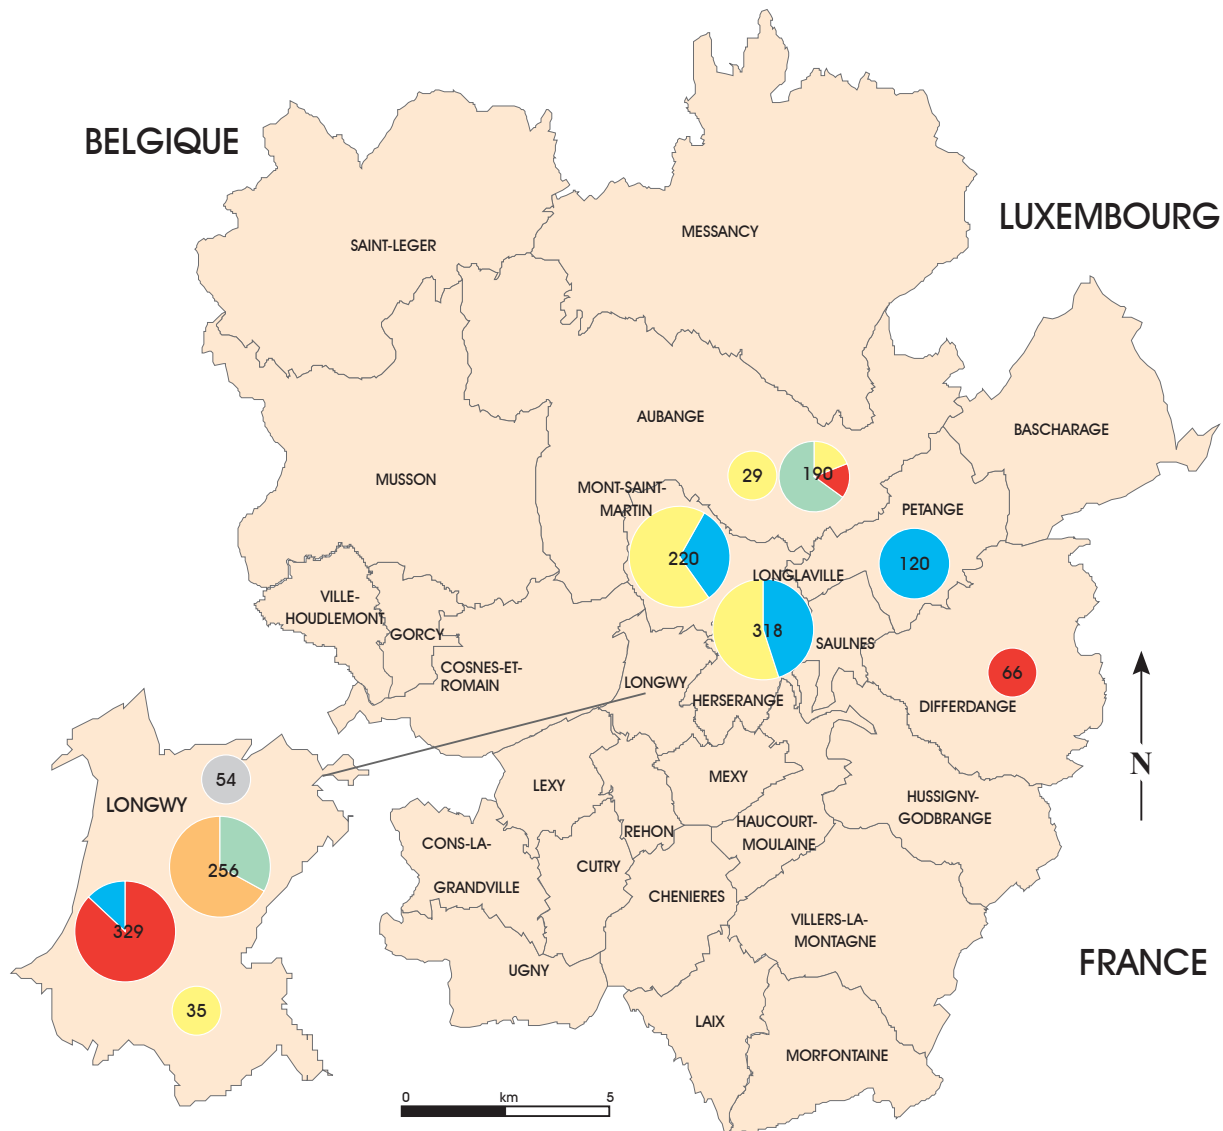 BELGIQUE
LUXEMBOURG
MESSANCY
SAINT-LEGER
AUBANGE
BASCHARAGE
MUSSON
29
190
MONT-SAINT-
MARTIN
PETANGE
220
120
LONGLAVILLE
VILLE-
HOUDLEMONT
GORCY
318
SAULNES
COSNES-ET-
ROMAIN
LONGWY
66
HERSERANGE
DIFFERDANGE
N
54
LONGWY
LEXY
MEXY
HUSSIGNY-
GODBRANGE
REHON
HAUCOURT-
MOULAINE
CONS-LA-
GRANDVILLE
CUTRY
256
CHENIERES
VILLERS-LA-
MONTAGNE
329
UGNY
FRANCE
35
LAIX
MORFONTAINE
0 km 5